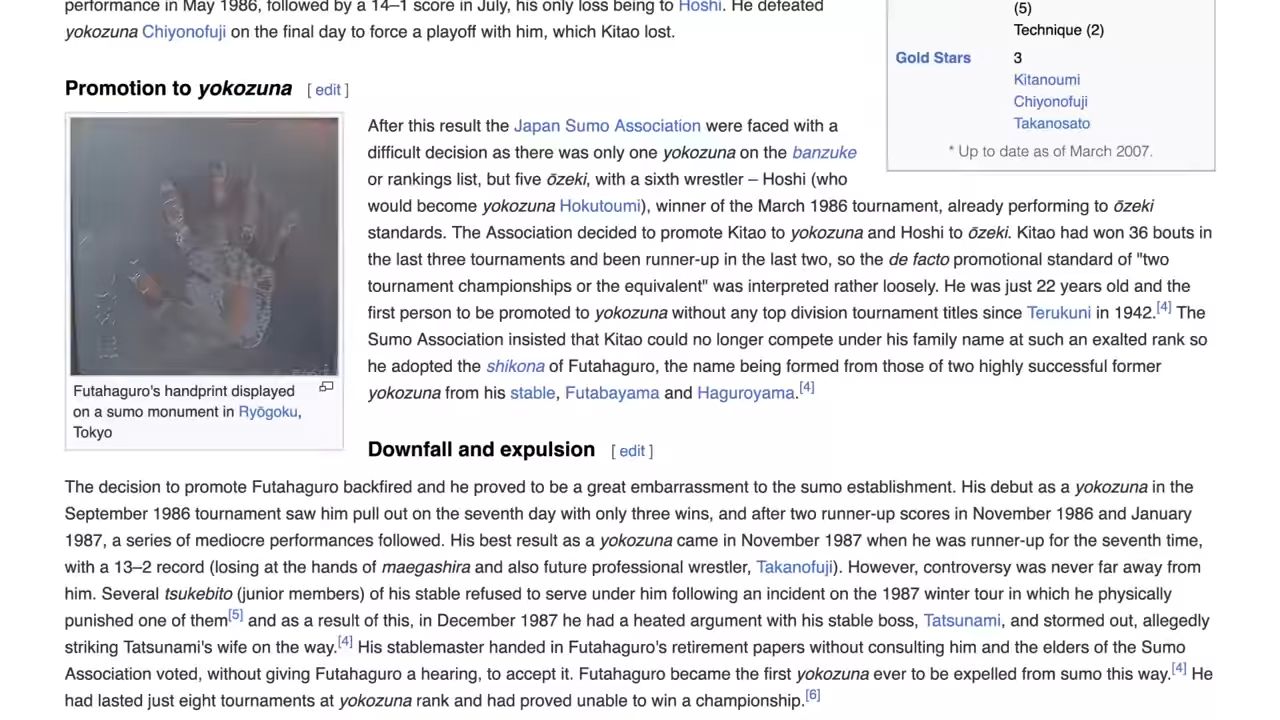 performance in May 1986, followed by a 14–1 score in July, his only loss being to Hoshi. He defeated
yokozuna Chiyonofuji on the final day to force a playoff with him, which Kitao lost.
(5)
Technique (2)
Gold Stars 3
Kitanoumi
Chiyonofuji
Takanosato
* Up to date as of March 2007.
Promotion to yokozuna [ edit ]
Futahaguro's handprint displayed
on a sumo monument in Ryōgoku,
Tokyo
After this result the Japan Sumo Association were faced with a
difficult decision as there was only one yokozuna on the banzuke
or rankings list, but five ōzeki, with a sixth wrestler – Hoshi (who
would become yokozuna Hokutoumi), winner of the March 1986 tournament, already performing to ōzeki
standards. The Association decided to promote Kitao to yokozuna and Hoshi to ōzeki. Kitao had won 36 bouts in
the last three tournaments and been runner-up in the last two, so the de facto promotional standard of "two
tournament championships or the equivalent" was interpreted rather loosely. He was just 22 years old and the
first person to be promoted to yokozuna without any top division tournament titles since Terukuni in 1942.[4] The
Sumo Association insisted that Kitao could no longer compete under his family name at such an exalted rank so
he adopted the shikona of Futahaguro, the name being formed from those of two highly successful former
yokozuna from his stable, Futabayama and Haguroyama.[4]
Downfall and expulsion [ edit ]
The decision to promote Futahaguro backfired and he proved to be a great embarrassment to the sumo establishment. His debut as a yokozuna in the
September 1986 tournament saw him pull out on the seventh day with only three wins, and after two runner-up scores in November 1986 and January
1987, a series of mediocre performances followed. His best result as a yokozuna came in November 1987 when he was runner-up for the seventh time,
with a 13–2 record (losing at the hands of maegashira and also future professional wrestler, Takanofuji). However, controversy was never far away from
him. Several tsukebito (junior members) of his stable refused to serve under him following an incident on the 1987 winter tour in which he physically
punished one of them[5] and as a result of this, in December 1987 he had a heated argument with his stable boss, Tatsunami, and stormed out, allegedly
striking Tatsunami's wife on the way.[4] His stablemaster handed in Futahaguro's retirement papers without consulting him and the elders of the Sumo
Association voted, without giving Futahaguro a hearing, to accept it. Futahaguro became the first yokozuna ever to be expelled from sumo this way.[4] He
had lasted just eight tournaments at yokozuna rank and had proved unable to win a championship.[6]